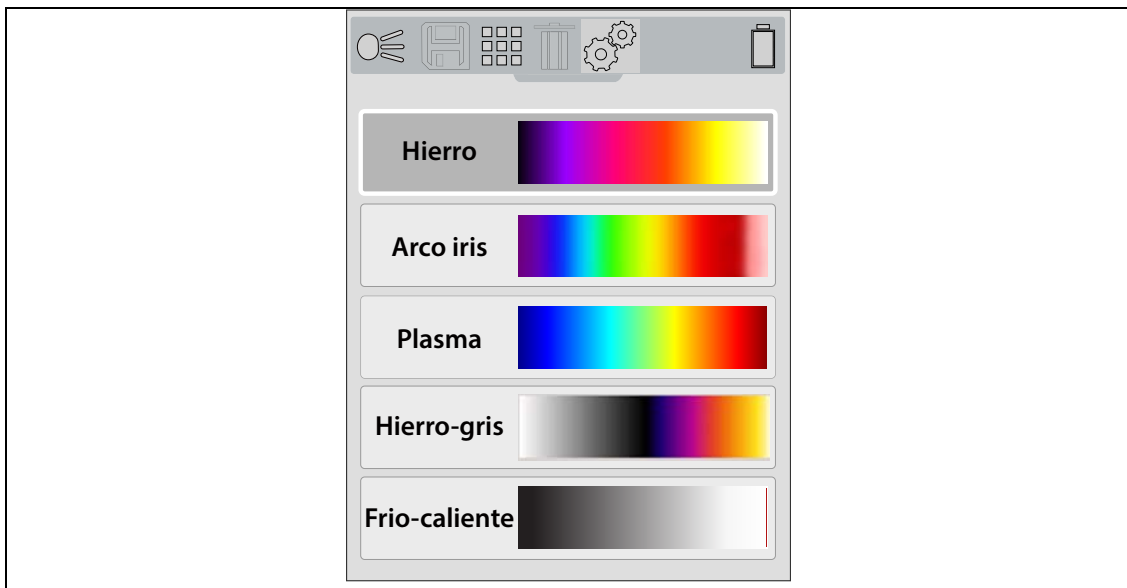 Hierro
Arco iris
Plasma
Hierro-gris
Frio-caliente